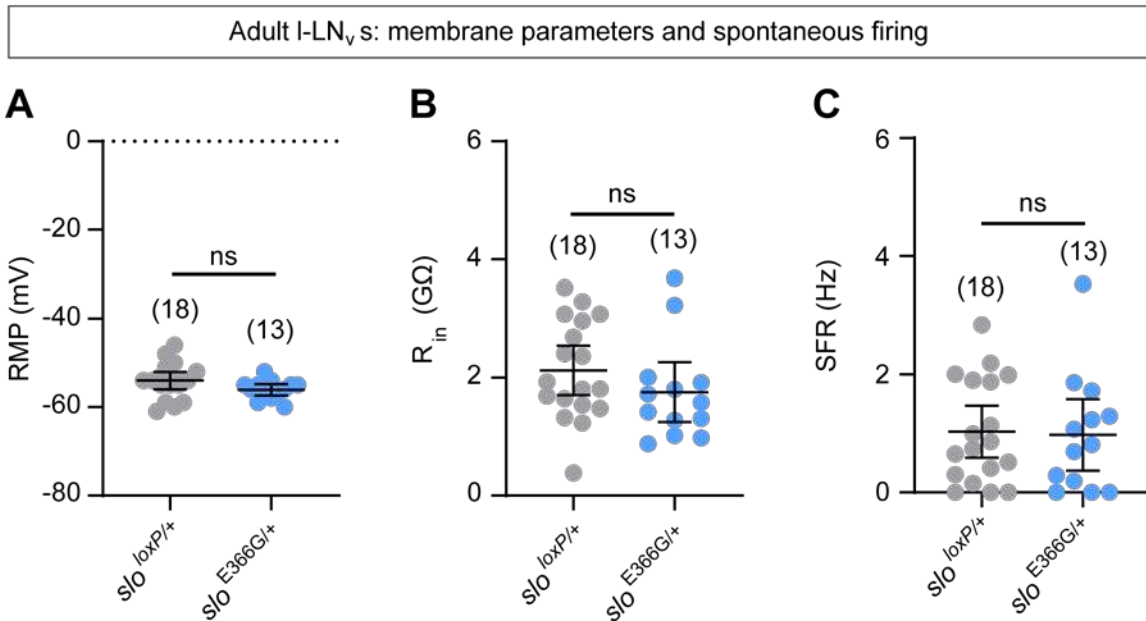 Adult l-LNv s: membrane parameters and spontaneous firing
A
RMP (mV)
0
-20
-40
-60
-80
ns
(18)
(13)
slo loxP/+
slo E366G/+
B
Rin (GΩ)
6
4
2
0
ns
(18)
(13)
slo loxP/+
slo E366G/+
C
SFR (Hz)
6
4
2
0
ns
(18)
(13)
slo loxP/+
slo E366G/+